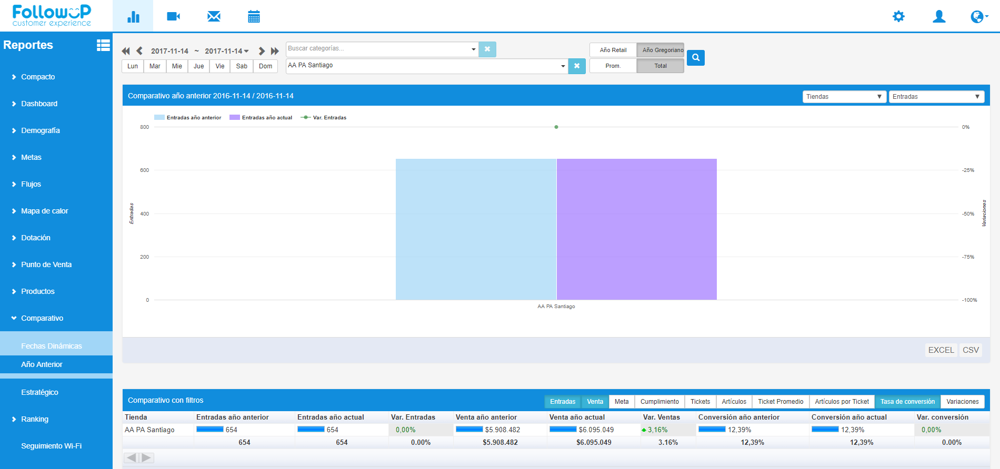 FollowUP
customer experience
Reportes
Compacto
Dashboard
Demografía
Metas
Flujos
Mapa de calor
Dotación
Punto de Venta
Productos
Comparativo
Fechas Dinámicas
Año Anterior
Estratégico
Ranking
Seguimiento Wi-Fi
2017-11-14 ~ 2017-11-14
Lun Mar Mie Jue Vie Sab Dom
Buscar categorías...
AA PA Santiago
Año Retail Año Gregoriano
Prom. Total
Comparativo año anterior 2016-11-14 / 2016-11-14
Tiendas
Entradas
Entradas año anterior Entradas año actual Var. Entradas
800 0%
600 -25%
400 -50%
200 -75%
0 -100%
Entradas
Variaciones
AA PA Santiago
EXCEL CSV
Comparativo con filtros
Entradas Venta Meta Cumplimiento Tickets Artículos Ticket Promedio Artículos por Ticket Tasa de conversión Variaciones
Tienda Entradas año anterior Entradas año actual Var. Entradas Venta año anterior Venta año actual Var. Ventas Conversión año anterior Conversión año actual Var. conversión
AA PA Santiago 654 654 0,00% $5.908.482 $6.095.049 3,16% 12,39% 12,39% 0,00%
654 654 0.00% $5.908.482 $6.095.049 3.16% 12,39% 12,39% 0.00%